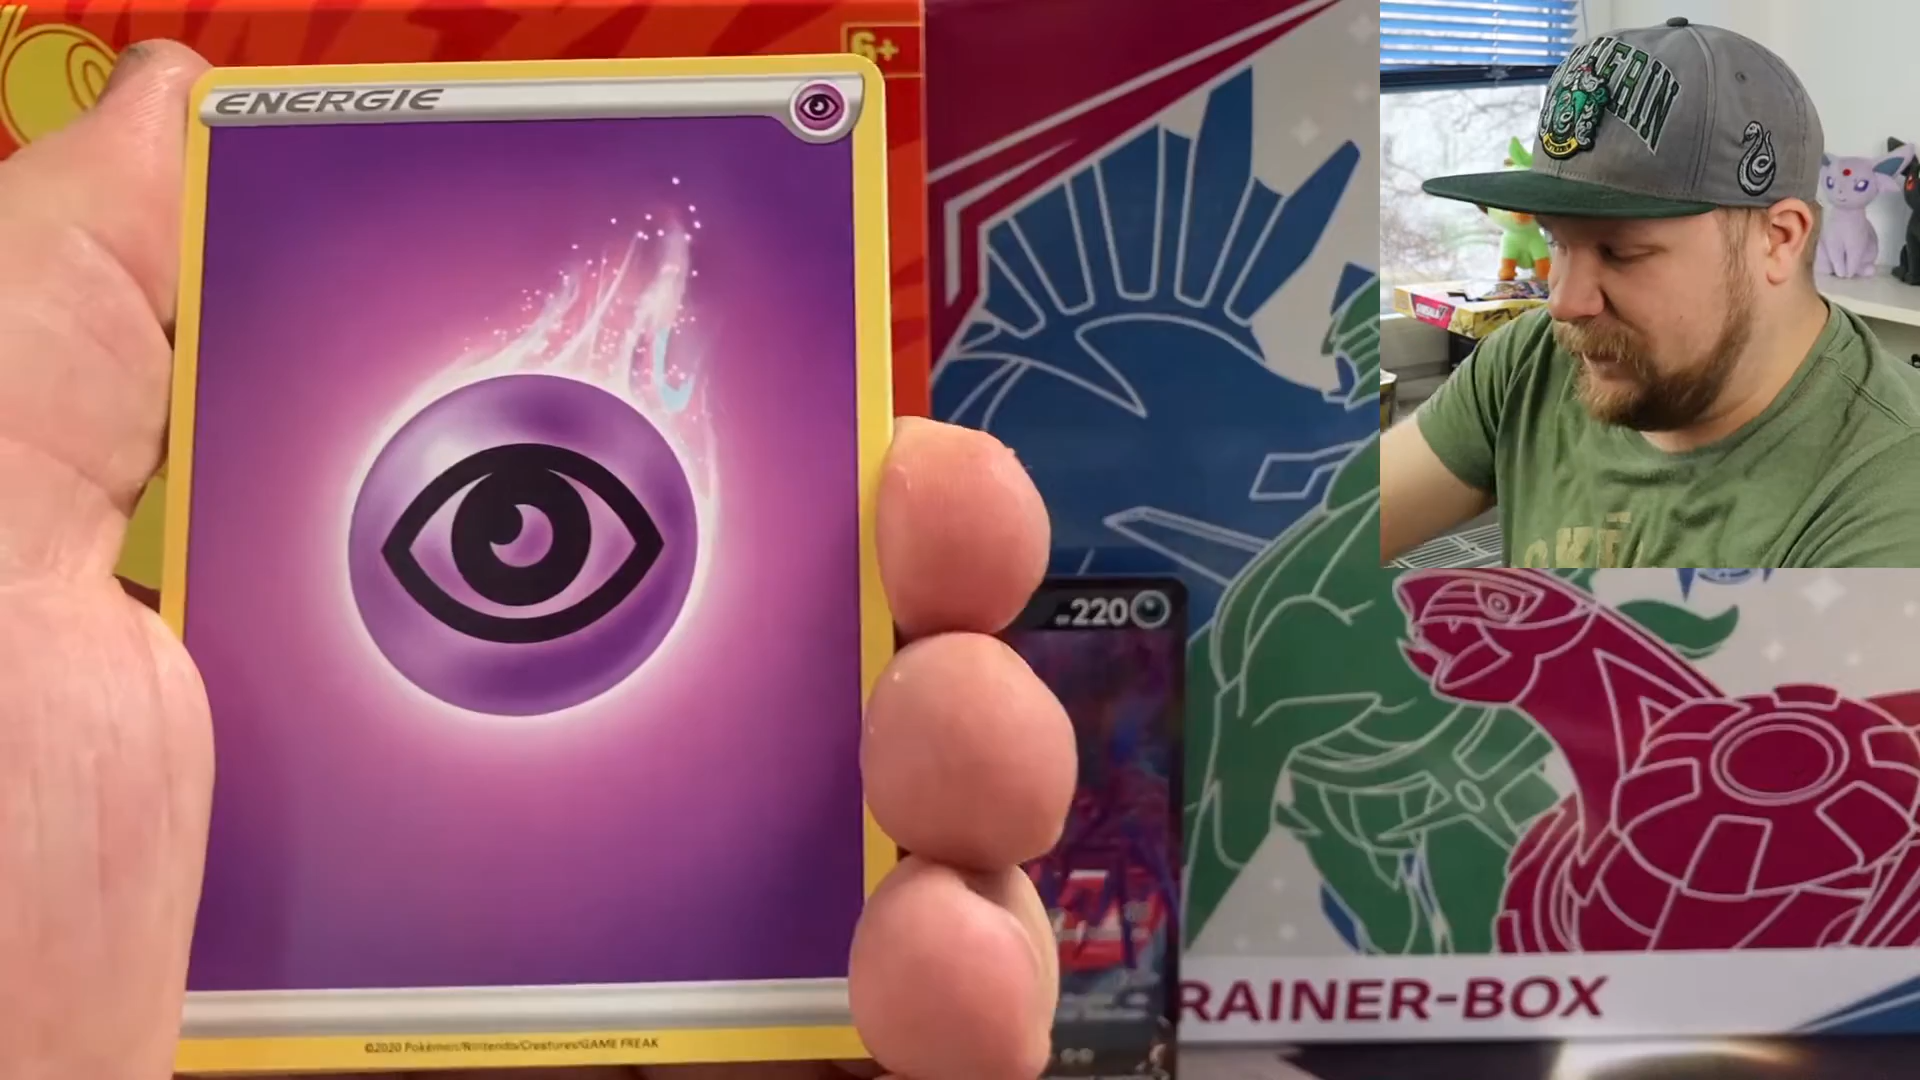 ENERGIE
6+
220
RAINER-BOX
©2020 Pokémon/Nintendo/Creatures/GAME FREAK